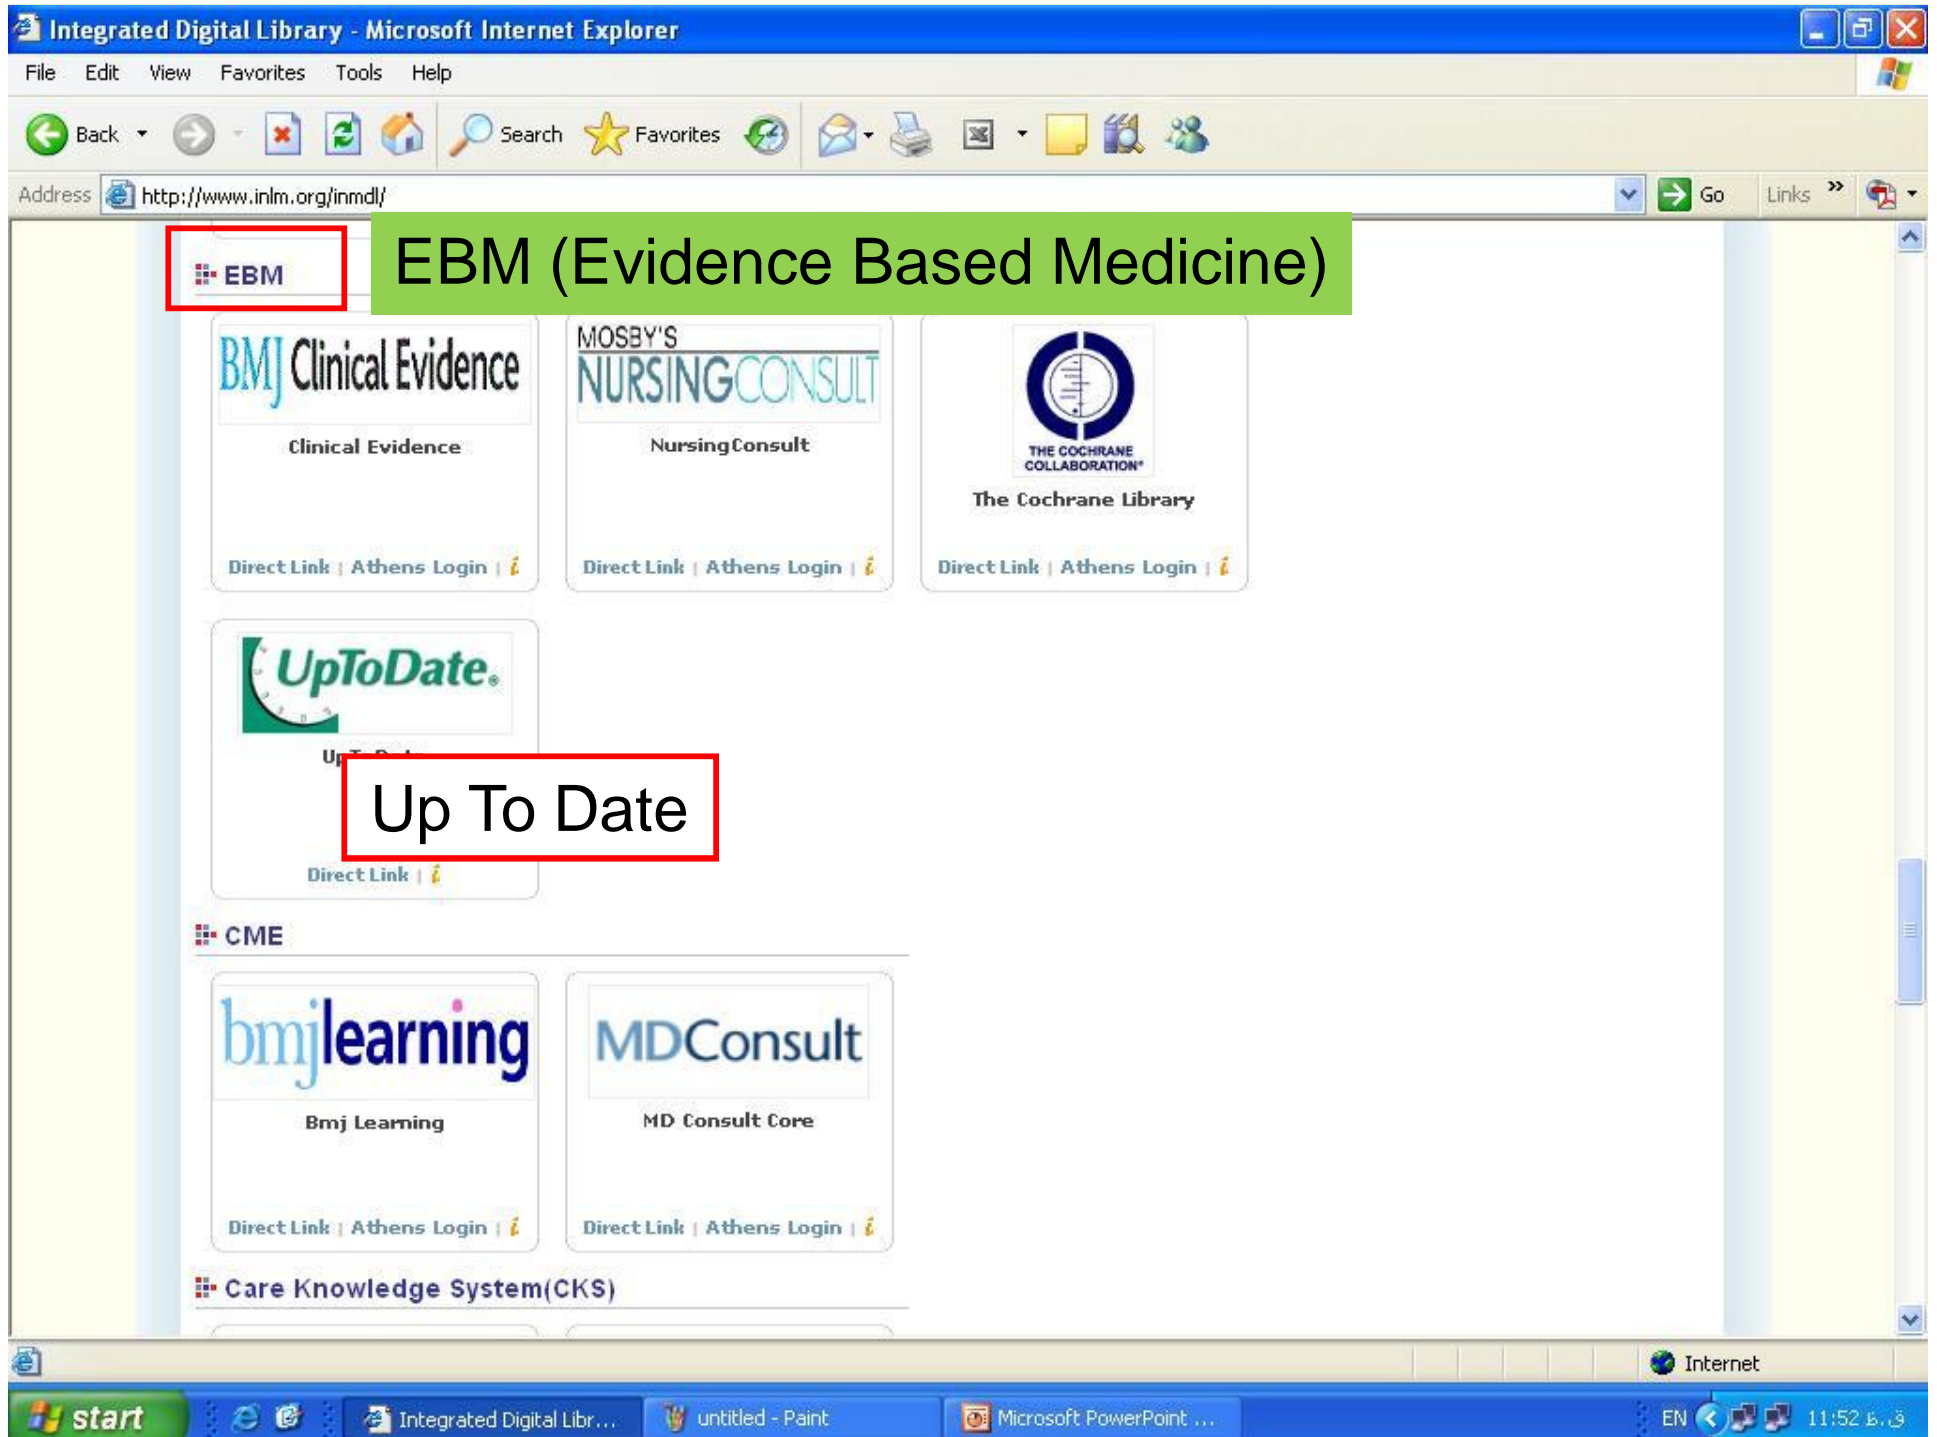 Integrated Digital Library - Microsoft Internet Explorer
File Edit View Favorites Tools Help
Back Search Favorites
Address http://www.inlm.org/inmdl/ Go Links »
EBM
EBM (Evidence Based Medicine)
BMJ Clinical Evidence
Clinical Evidence
Direct Link | Athens Login | i
MOSBY'S
NURSINGCONSULT
NursingConsult
Direct Link | Athens Login | i
THE COCHRANE
COLLABORATION®
The Cochrane Library
Direct Link | Athens Login | i
UpToDate®
Up To Date
Direct Link | i
CME
bmjlearning
Bmj Learning
Direct Link | Athens Login | i
MDConsult
MD Consult Core
Direct Link | Athens Login | i
Care Knowledge System(CKS)
Internet
start Integrated Digital Libr... untitled - Paint Microsoft PowerPoint ... EN 11:52 ق.ظ